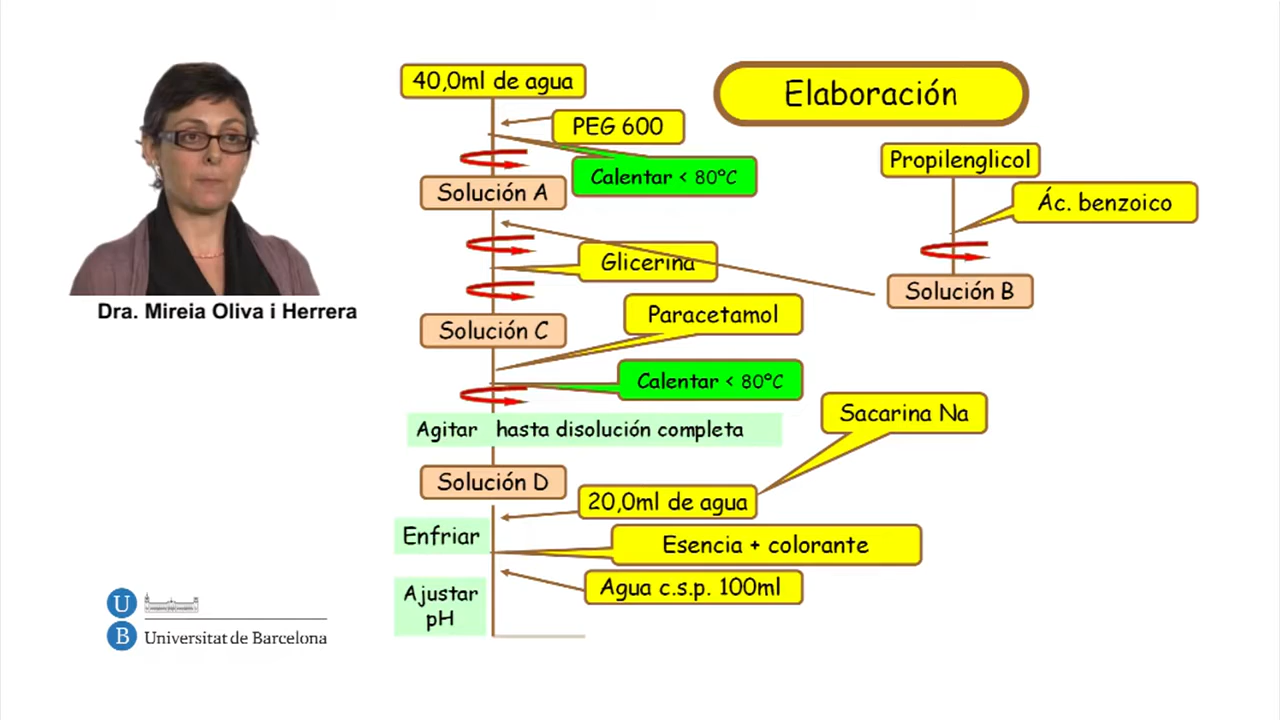 40,0ml de agua
Elaboración
PEG 600
Calentar < 80ºC
Propilenglicol
Ác. benzoico
Solución A
Glicerina
Solución B
Paracetamol
Solución C
Calentar < 80ºC
Sacarina Na
Agitar hasta disolución completa
Solución D
20,0ml de agua
Enfriar
Esencia + colorante
Agua c.s.p. 100ml
Ajustar
pH
Dra. Mireia Oliva i Herrera
U
B
Universitat de Barcelona